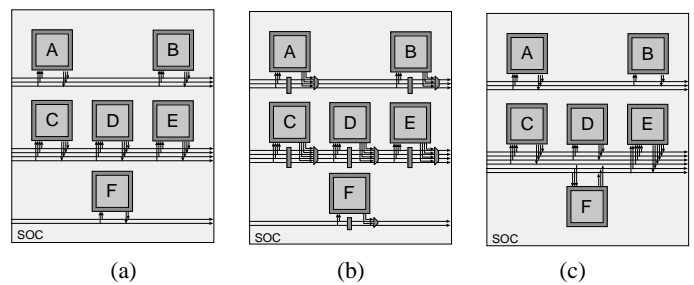 A B A B A B
C D E C D E C D E
F F F
SOC SOC SOC
(a) (b) (c)